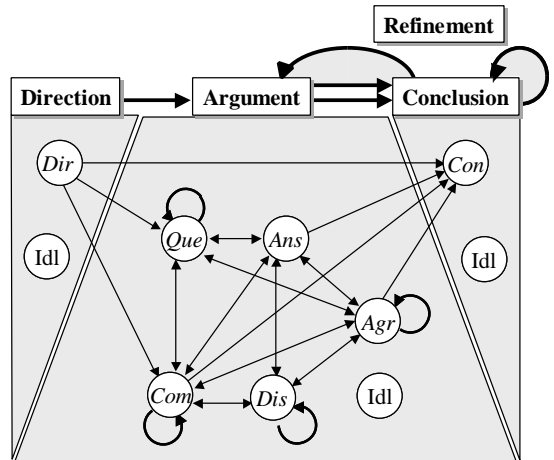 Refinement
Direction Argument Conclusion
Dir Con
Que Ans
Idl Idl
Agr
Com Dis Idl